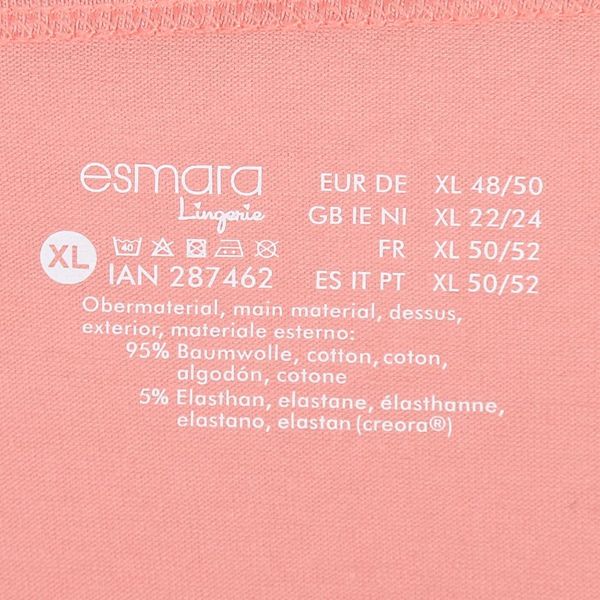 esmara
Lingerie
XL
40
IAN 287462
EUR DE XL 48/50
GB IE NI XL 22/24
FR XL 50/52
ES IT PT XL 50/52
Obermaterial, main material, dessus,
exterior, materiale esterno:
95% Baumwolle, cotton, coton,
algodón, cotone
5% Elasthan, elastane, élasthanne,
elastano, elastan (creora®)